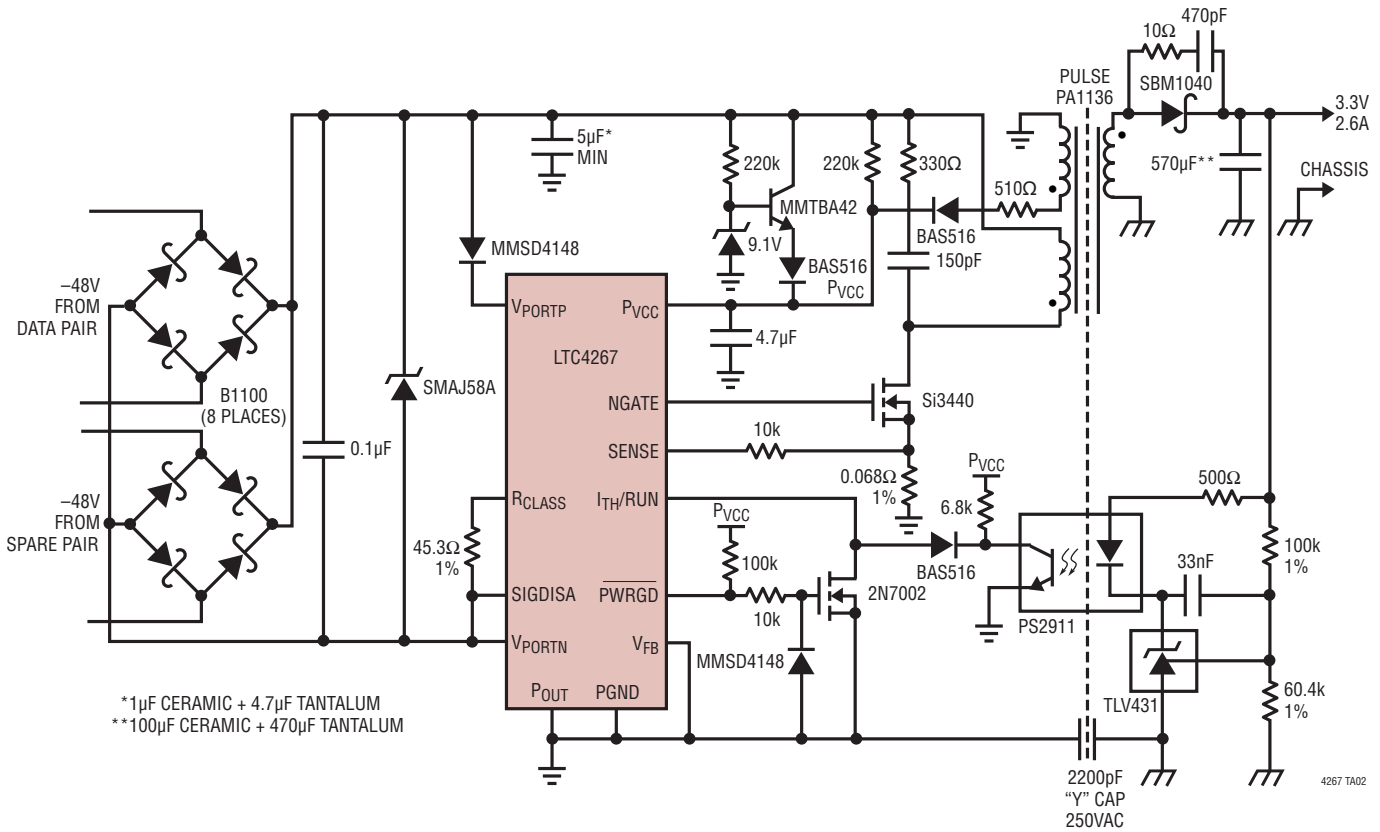 470pF
10Ω
SBM1040
PULSE
PA1136
3.3V
2.6A
570µF**
CHASSIS
5µF*
MIN
220k
MMTBA42
9.1V
BAS516
PVCC
220k
330Ω
510Ω
BAS516
150pF
MMSD4148
–48V
FROM
DATA PAIR
B1100
(8 PLACES)
–48V
FROM
SPARE PAIR
0.1µF
SMAJ58A
45.3Ω
1%
VPORTP
PVCC
LTC4267
NGATE
SENSE
RCLASS
ITH/RUN
SIGDISA
PWRGD
VPORTN
VFB
POUT
PGND
4.7µF
Si3440
10k
0.068Ω
1%
PVCC
6.8k
PVCC
100k
10k
2N7002
BAS516
MMSD4148
PS2911
500Ω
100k
1%
33nF
TLV431
60.4k
1%
2200pF
“Y” CAP
250VAC
*1µF CERAMIC + 4.7µF TANTALUM
**100µF CERAMIC + 470µF TANTALUM
4267 TA02